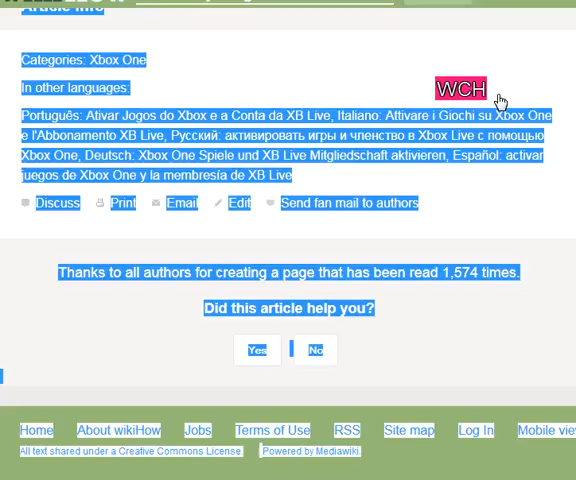 Article Info
Categories: Xbox One
In other languages:
WCH
Português: Ativar Jogos do Xbox e a Conta da XB Live, Italiano: Attivare i Giochi su Xbox One
e l'Abbonamento XB Live, Русский: активировать игры и членство в Xbox Live с помощью
Xbox One, Deutsch: Xbox One Spiele und XB Live Mitgliedschaft aktivieren, Español: activar
juegos de Xbox One y la membresía de XB Live
Discuss Print Email Edit Send fan mail to authors
Thanks to all authors for creating a page that has been read 1,574 times.
Did this article help you?
Yes No
Home About wikiHow Jobs Terms of Use RSS Site map Log In Mobile vie
All text shared under a Creative Commons License. Powered by Mediawiki.